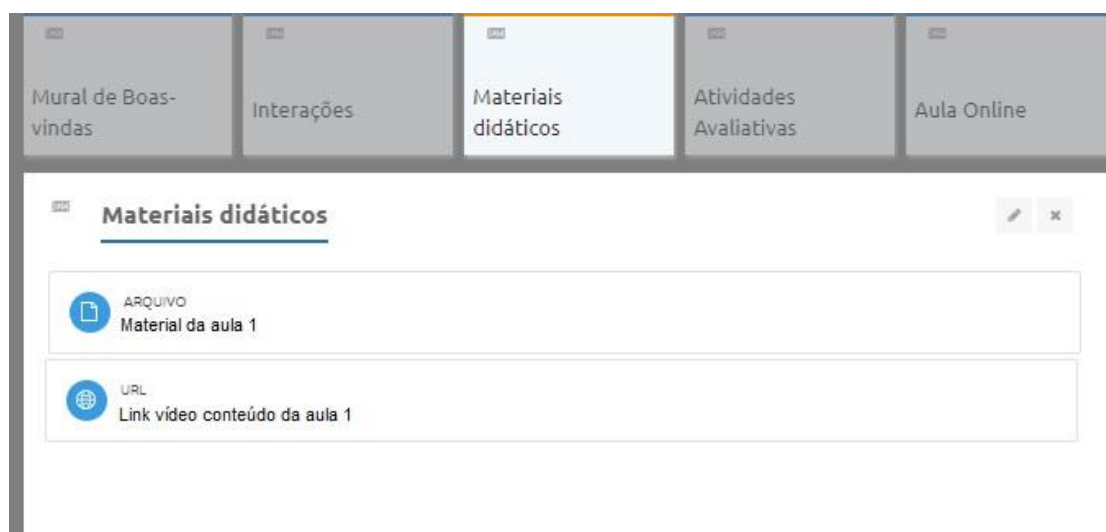 Mural de Boas-
vindas
Interações
Materiais
didáticos
Atividades
Avaliativas
Aula Online
Materiais didáticos
ARQUIVO
Material da aula 1
URL
Link vídeo conteúdo da aula 1